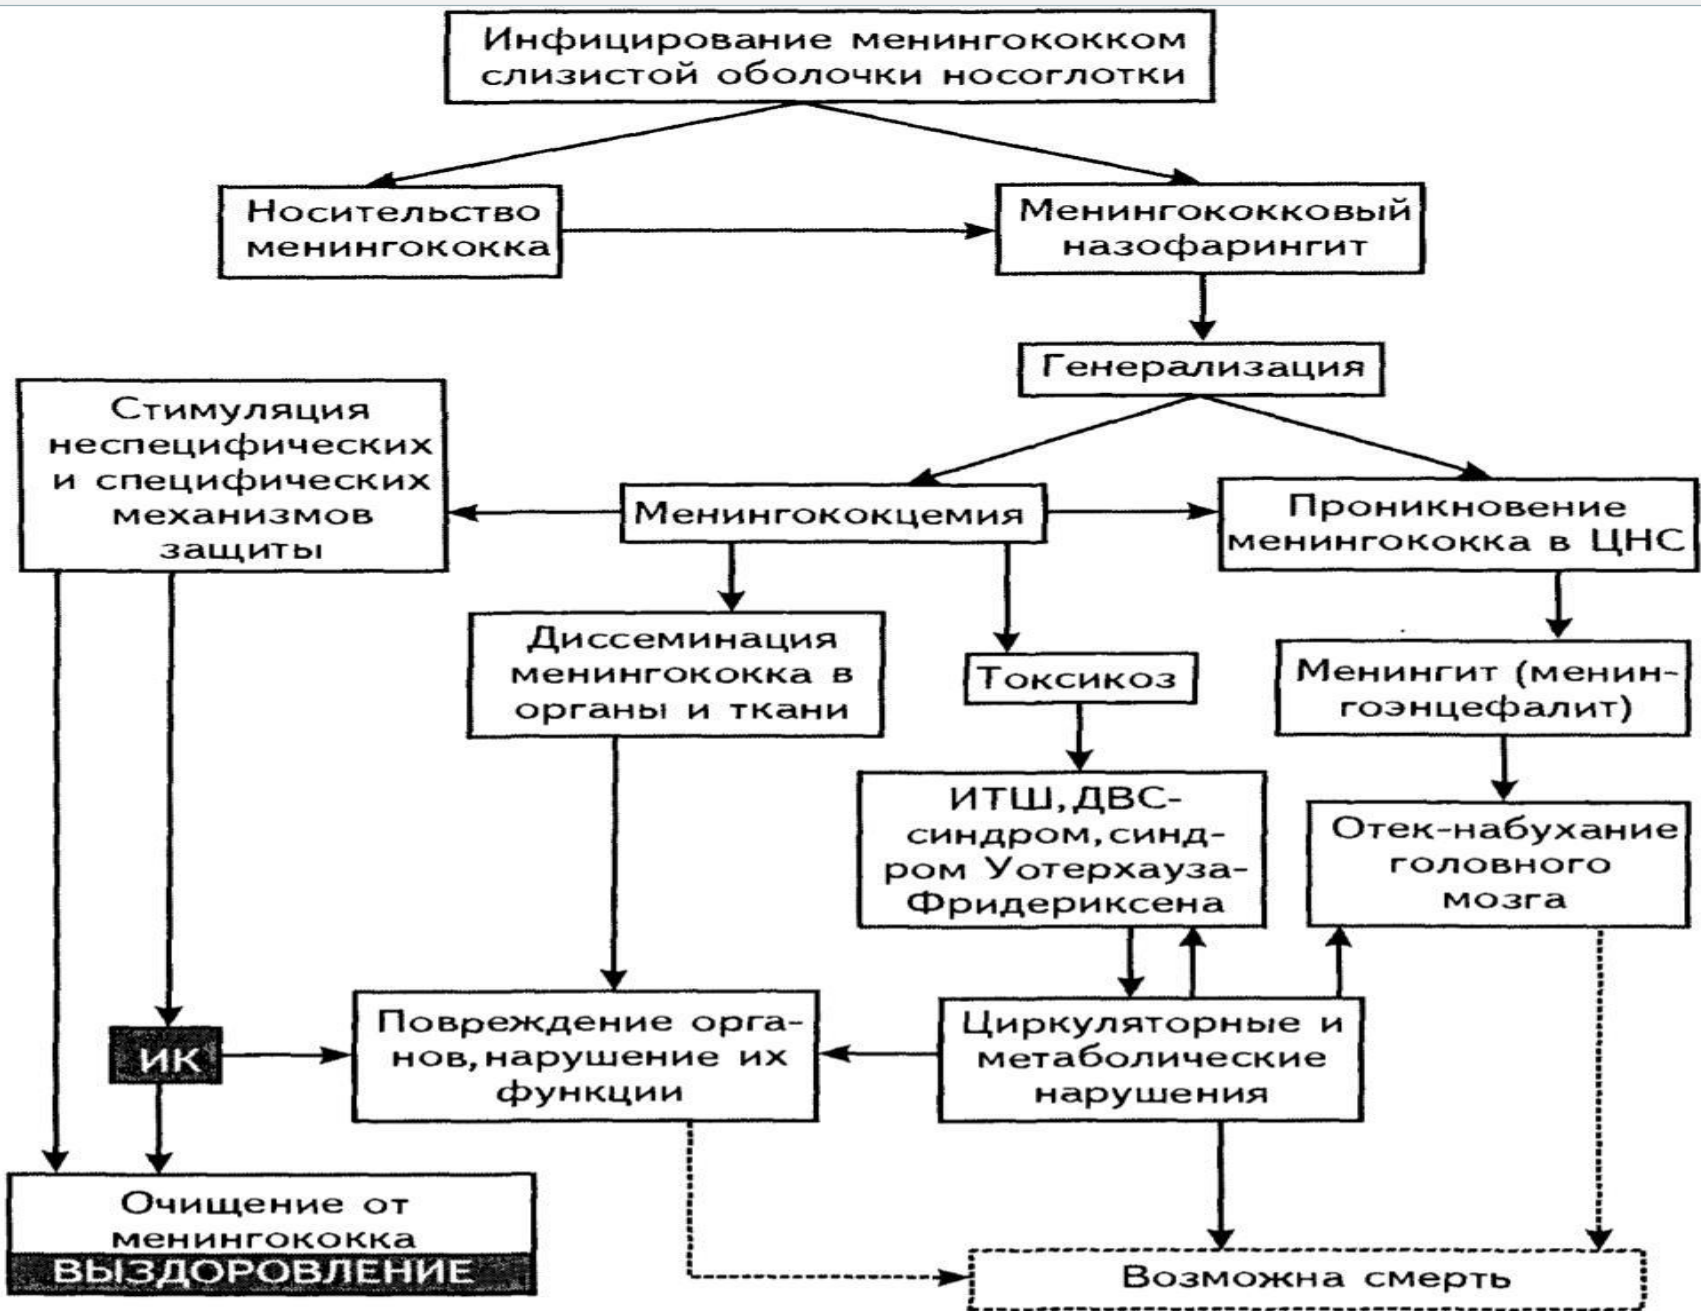 Инфицирование менингококком
слизистой оболочки носоглотки
Носительство
менингококка
Менингококковый
назофарингит
Генерализация
Стимуляция
неспецифических
и специфических
механизмов
защиты
Менингококцемия
Проникновение
менингококка в ЦНС
Диссеминация
менингококка в
органы и ткани
Токсикоз
Менингит (менин-
гоэнцефалит)
ИТШ, ДВС-
синдром, синд-
ром Уотерхауза-
Фридериксена
Отек-набухание
головного
мозга
ИК
Повреждение орга-
нов, нарушение их
функции
Циркуляторные и
метаболические
нарушения
Очищение от
менингококка
ВЫЗДОРОВЛЕНИЕ
Возможна смерть